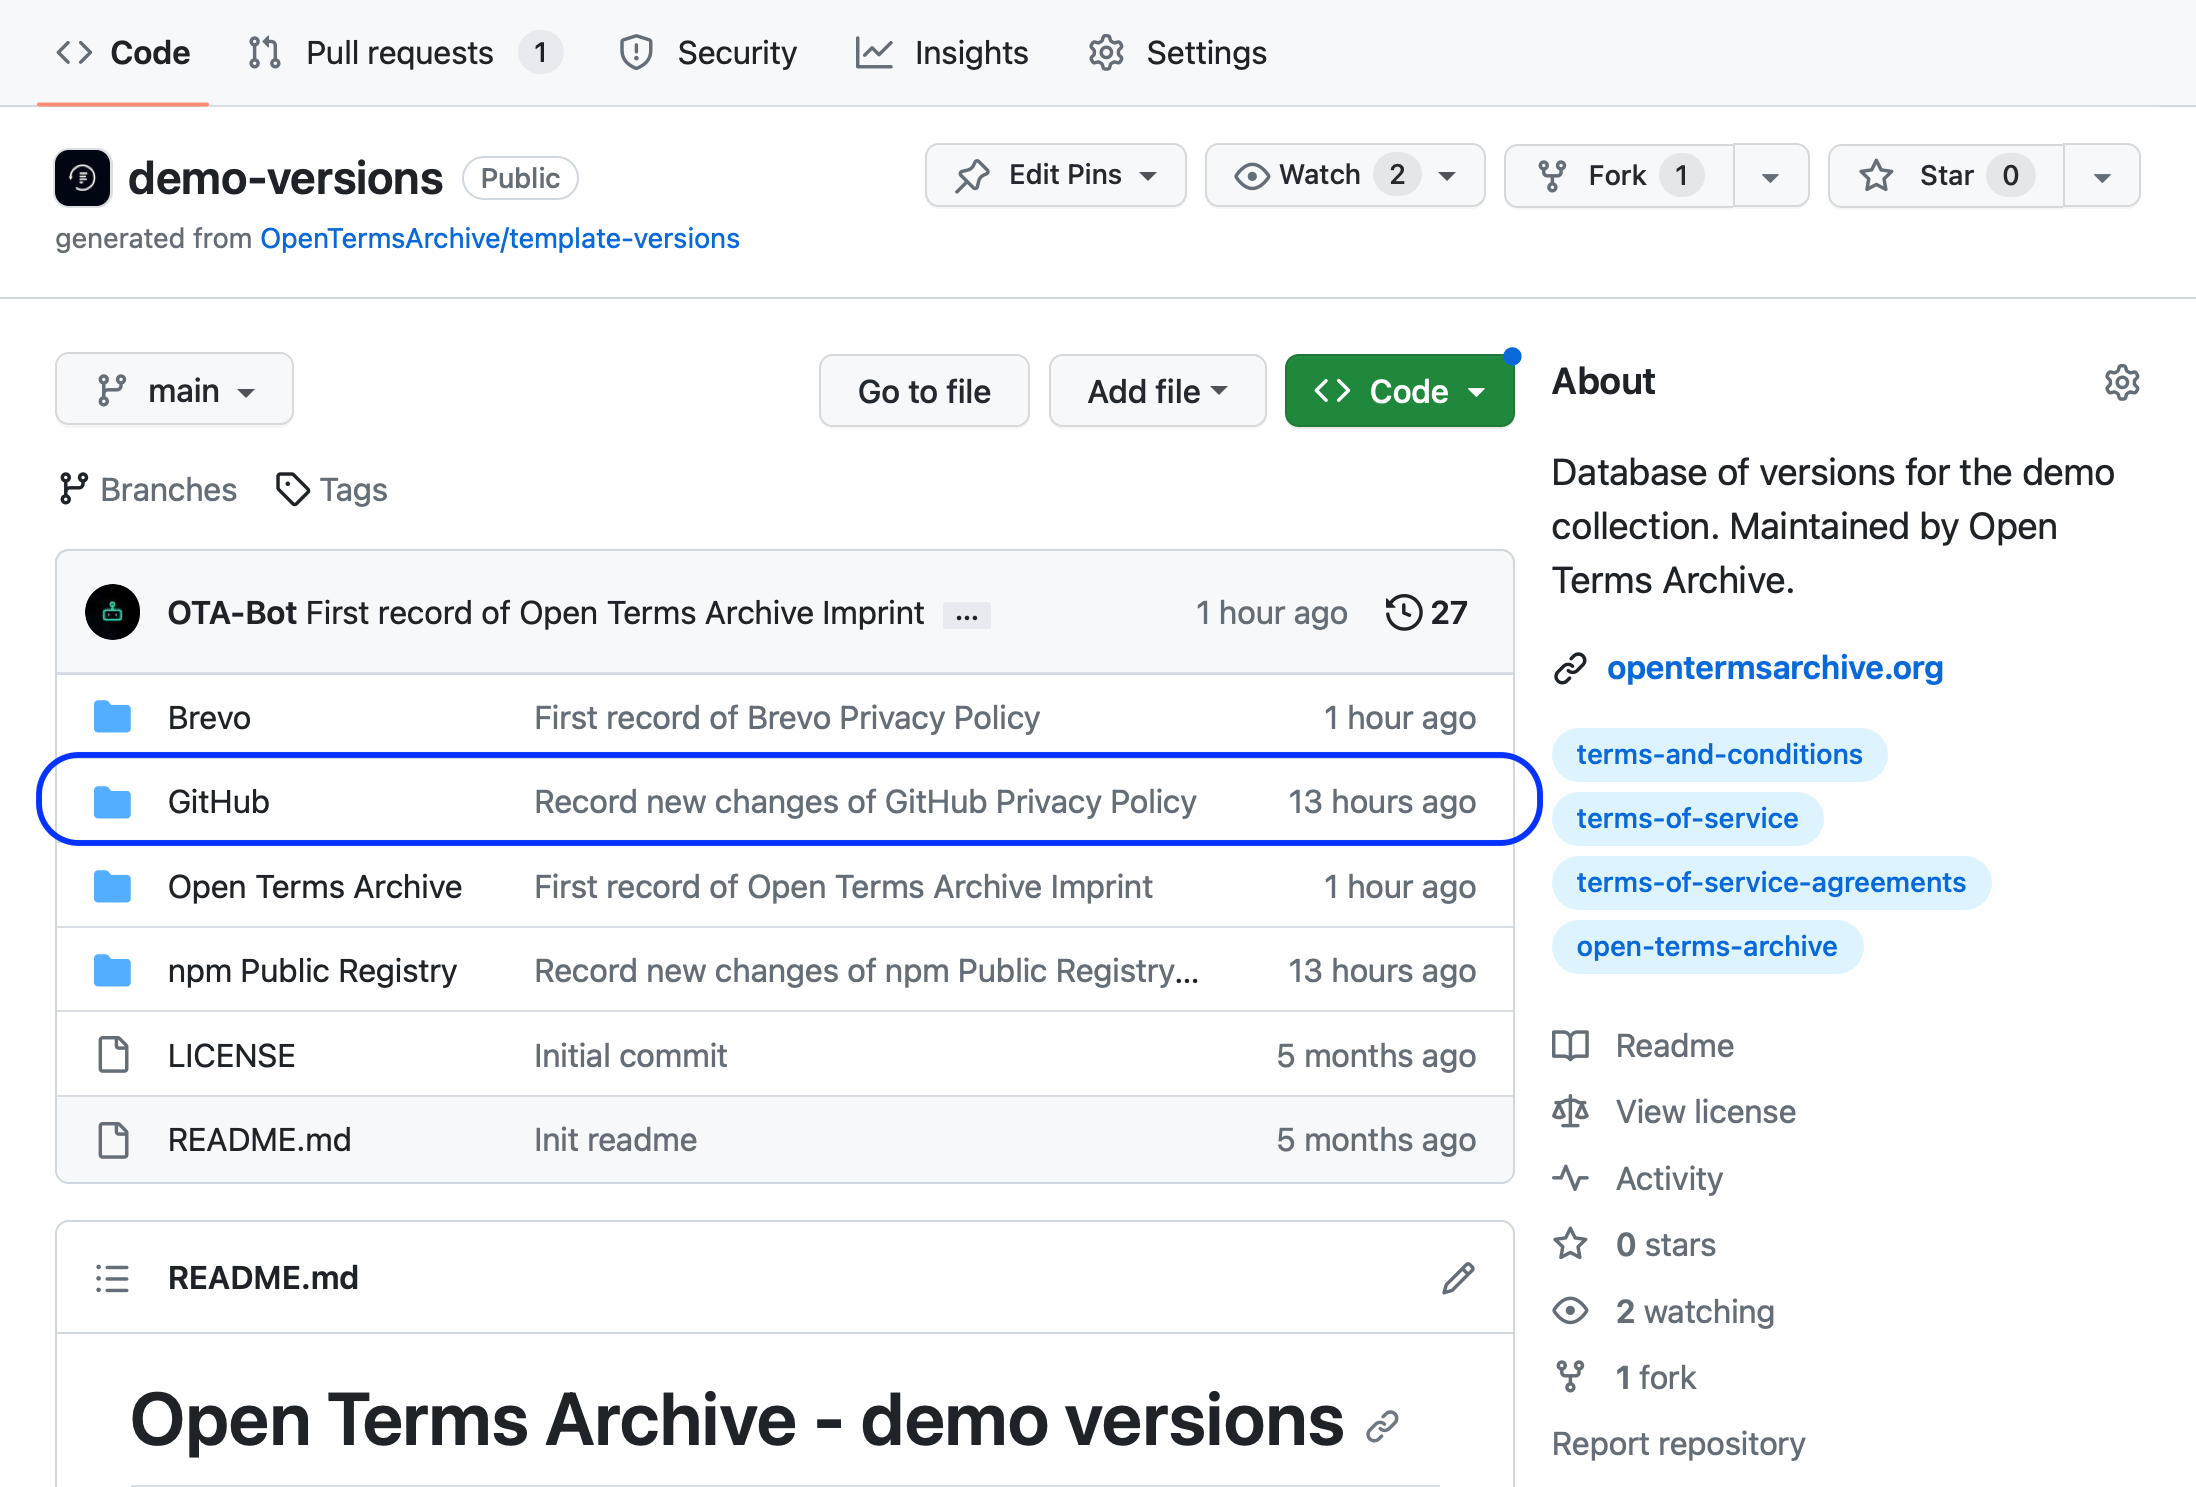 Code Pull requests 1 Security Insights Settings
demo-versions Public Edit Pins Watch 2 Fork 1 Star 0
generated from OpenTermsArchive/template-versions
main Go to file Add file Code
Branches Tags
OTA-Bot First record of Open Terms Archive Imprint ... 1 hour ago 27
Brevo First record of Brevo Privacy Policy 1 hour ago
GitHub Record new changes of GitHub Privacy Policy 13 hours ago
Open Terms Archive First record of Open Terms Archive Imprint 1 hour ago
npm Public Registry Record new changes of npm Public Registry... 13 hours ago
LICENSE Initial commit 5 months ago
README.md Init readme 5 months ago
README.md
Open Terms Archive - demo versions
About
Database of versions for the demo
collection. Maintained by Open
Terms Archive.
opentermsarchive.org
terms-and-conditions
terms-of-service
terms-of-service-agreements
open-terms-archive
Readme
View license
Activity
0 stars
2 watching
1 fork
Report repository